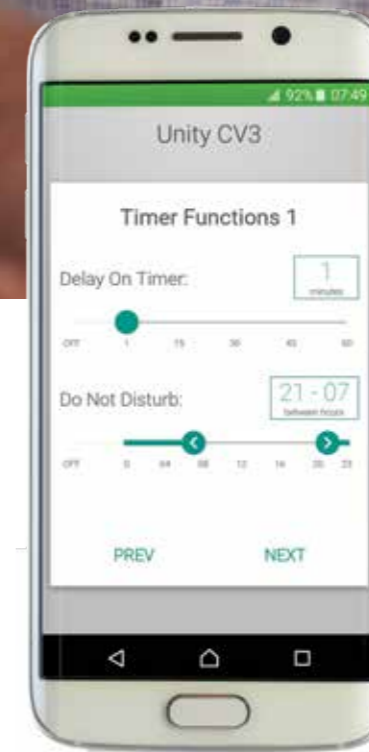 92% 07:49
Unity CV3
Timer Functions 1
Delay On Timer:
1
minutes
OFF 1 15 30 45 60
Do Not Disturb:
21 - 07
between hours
OFF 0 04 08 12 16 20 23
PREV NEXT